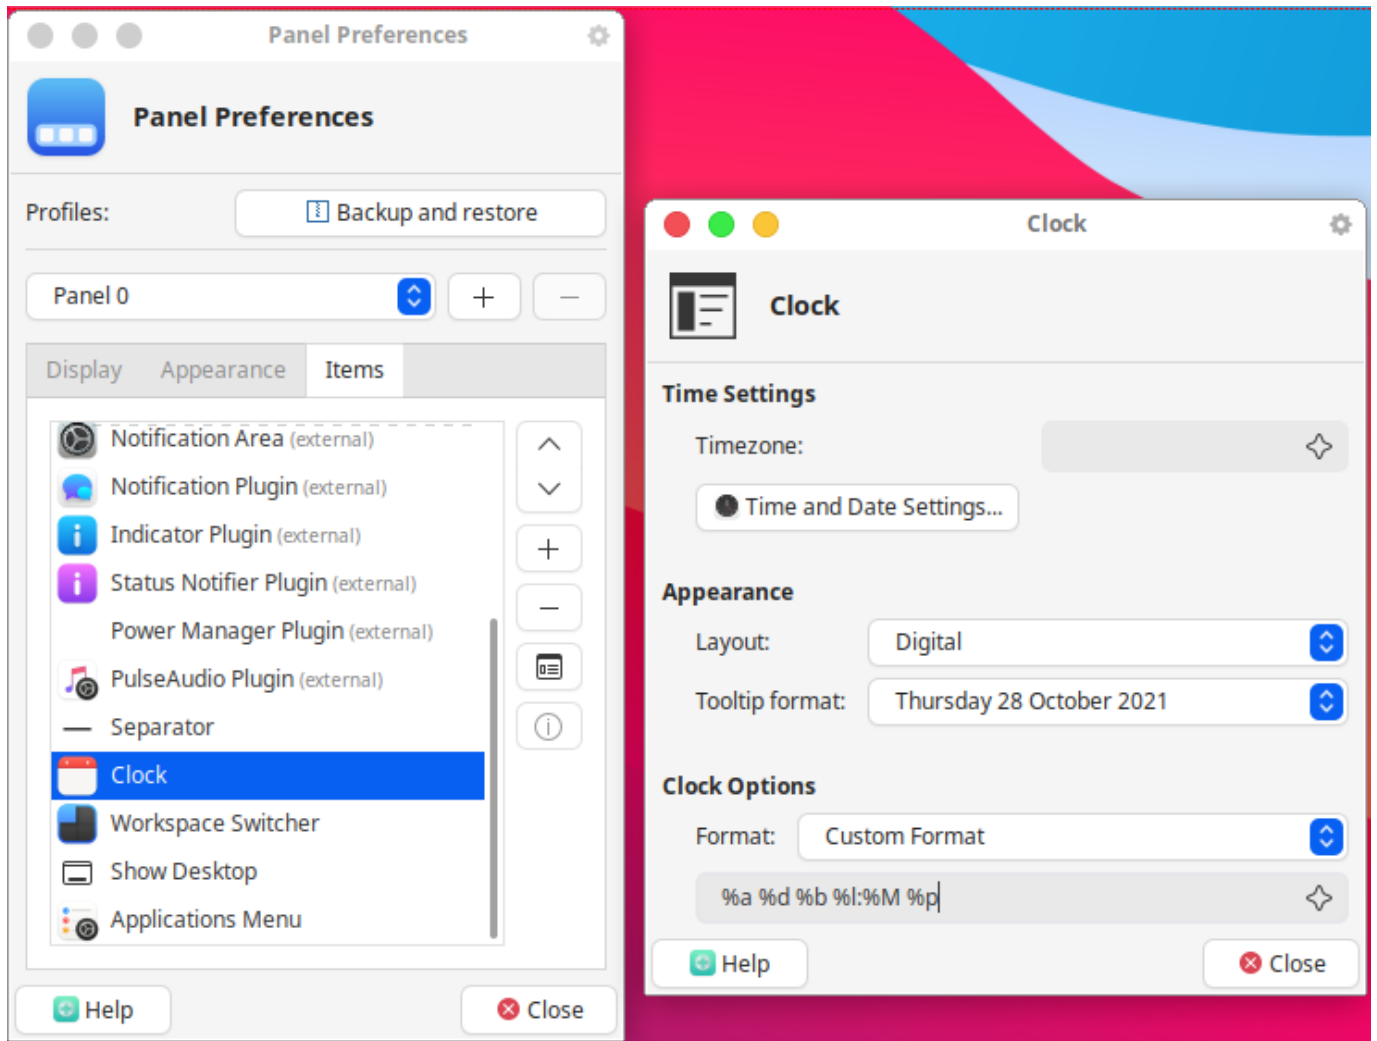 Panel Preferences
Panel Preferences
Profiles:
Backup and restore
Panel 0
Display Appearance Items
Notification Area (external)
Notification Plugin (external)
Indicator Plugin (external)
Status Notifier Plugin (external)
Power Manager Plugin (external)
PulseAudio Plugin (external)
Separator
Clock
Workspace Switcher
Show Desktop
Applications Menu
Help
Close
Clock
Clock
Time Settings
Timezone:
Time and Date Settings...
Appearance
Layout: Digital
Tooltip format: Thursday 28 October 2021
Clock Options
Format: Custom Format
%a %d %b %l:%M %p
Help
Close